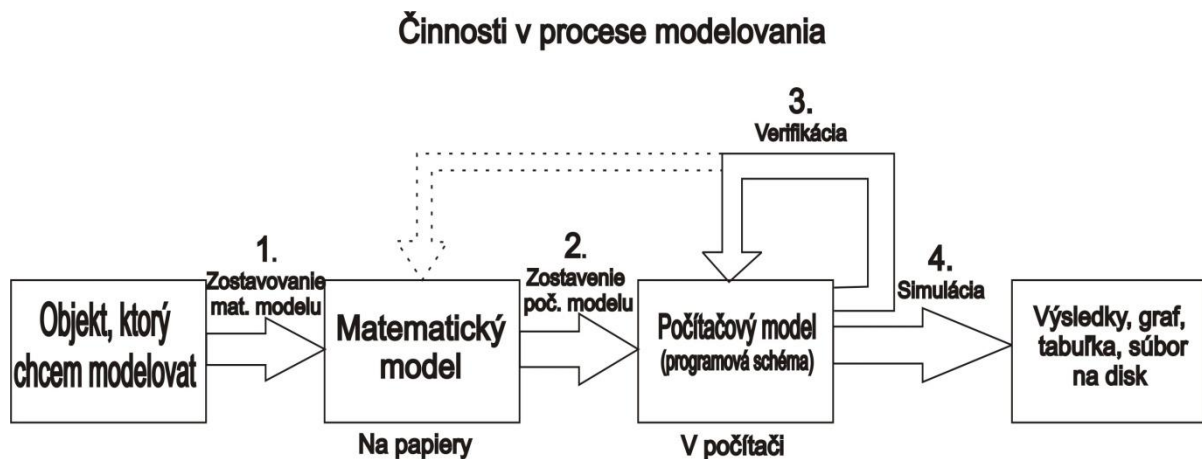 Činnosti v procese modelovania
3.
Verifikácia
1.
Zostavovanie
mat. modelu
2.
Zostavenie
poč. modelu
4.
Simulácia
Objekt, ktorý
chcem modelovat
Matematický
model
Počítačový model
(programová schéma)
Výsledky, graf,
tabuľka, súbor
na disk
Na papiery
V počítači